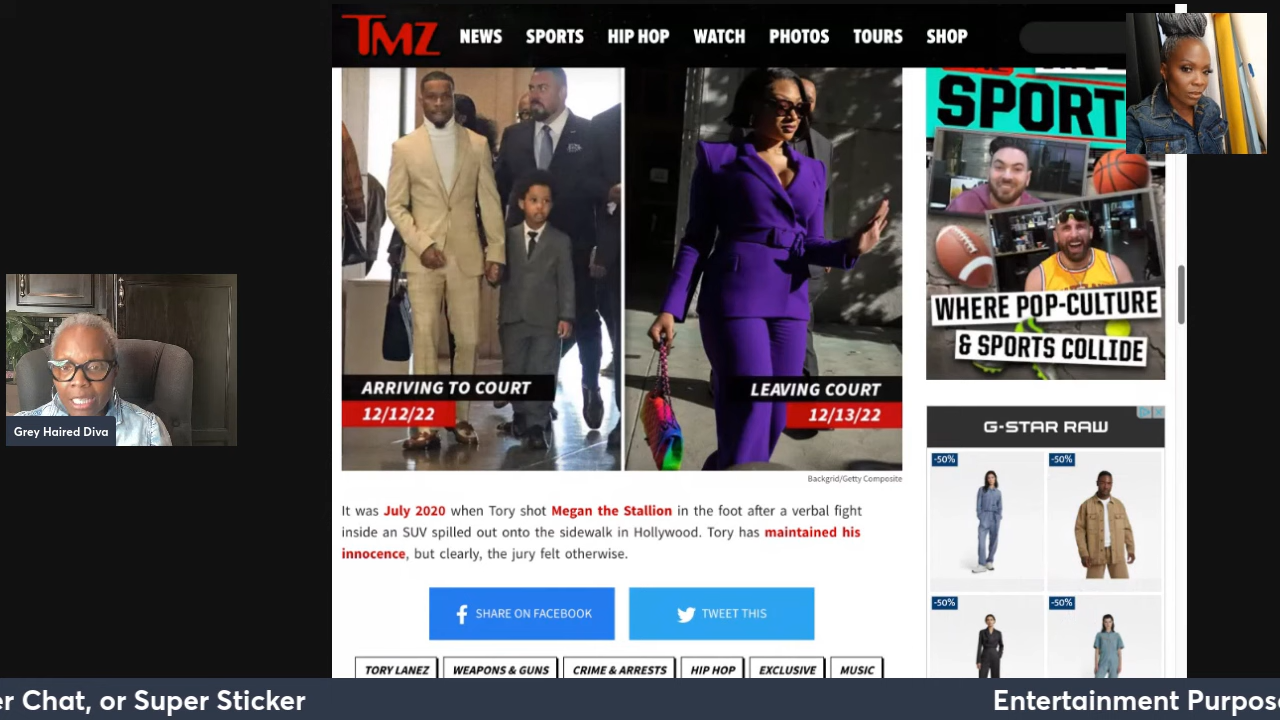 TMZ
NEWS SPORTS HIP HOP WATCH PHOTOS TOURS SHOP
ARRIVING TO COURT
12/12/22
LEAVING COURT
12/13/22
Backgrid/Getty Composite
It was July 2020 when Tory shot Megan the Stallion in the foot after a verbal fight
inside an SUV spilled out onto the sidewalk in Hollywood. Tory has maintained his
innocence, but clearly, the jury felt otherwise.
SHARE ON FACEBOOK
TWEET THIS
TORY LANEZ
WEAPONS & GUNS
CRIME & ARRESTS
HIP HOP
EXCLUSIVE
MUSIC
SPORT
WHERE POP-CULTURE
& SPORTS COLLIDE
G-STAR RAW
-50%
-50%
-50%
-50%
Grey Haired Diva
er Chat, or Super Sticker
Entertainment Purpos